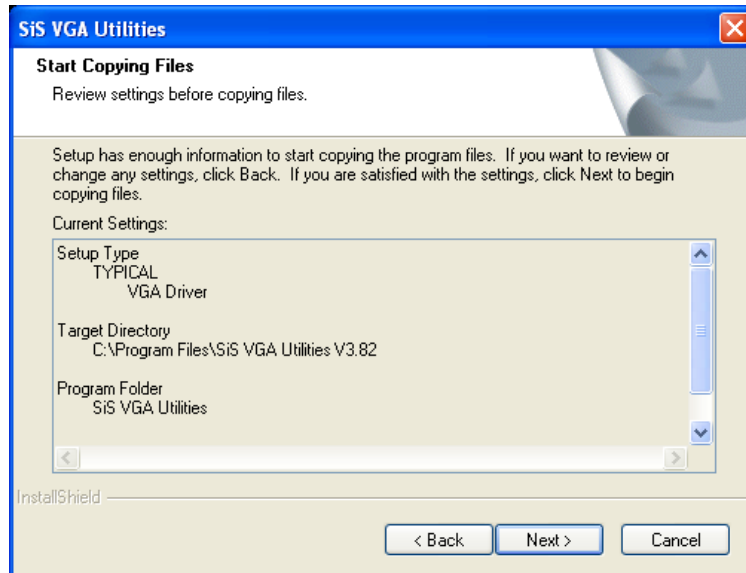 SiS VGA Utilities
Start Copying Files
Review settings before copying files.
Setup has enough information to start copying the program files.  If you want to review or
change any settings, click Back.  If you are satisfied with the settings, click Next to begin
copying files.
Current Settings:
Setup Type
TYPICAL
VGA Driver
Target Directory
C:\Program Files\SiS VGA Utilities V3.82
Program Folder
SiS VGA Utilities
InstallShield
< Back   Next >   Cancel